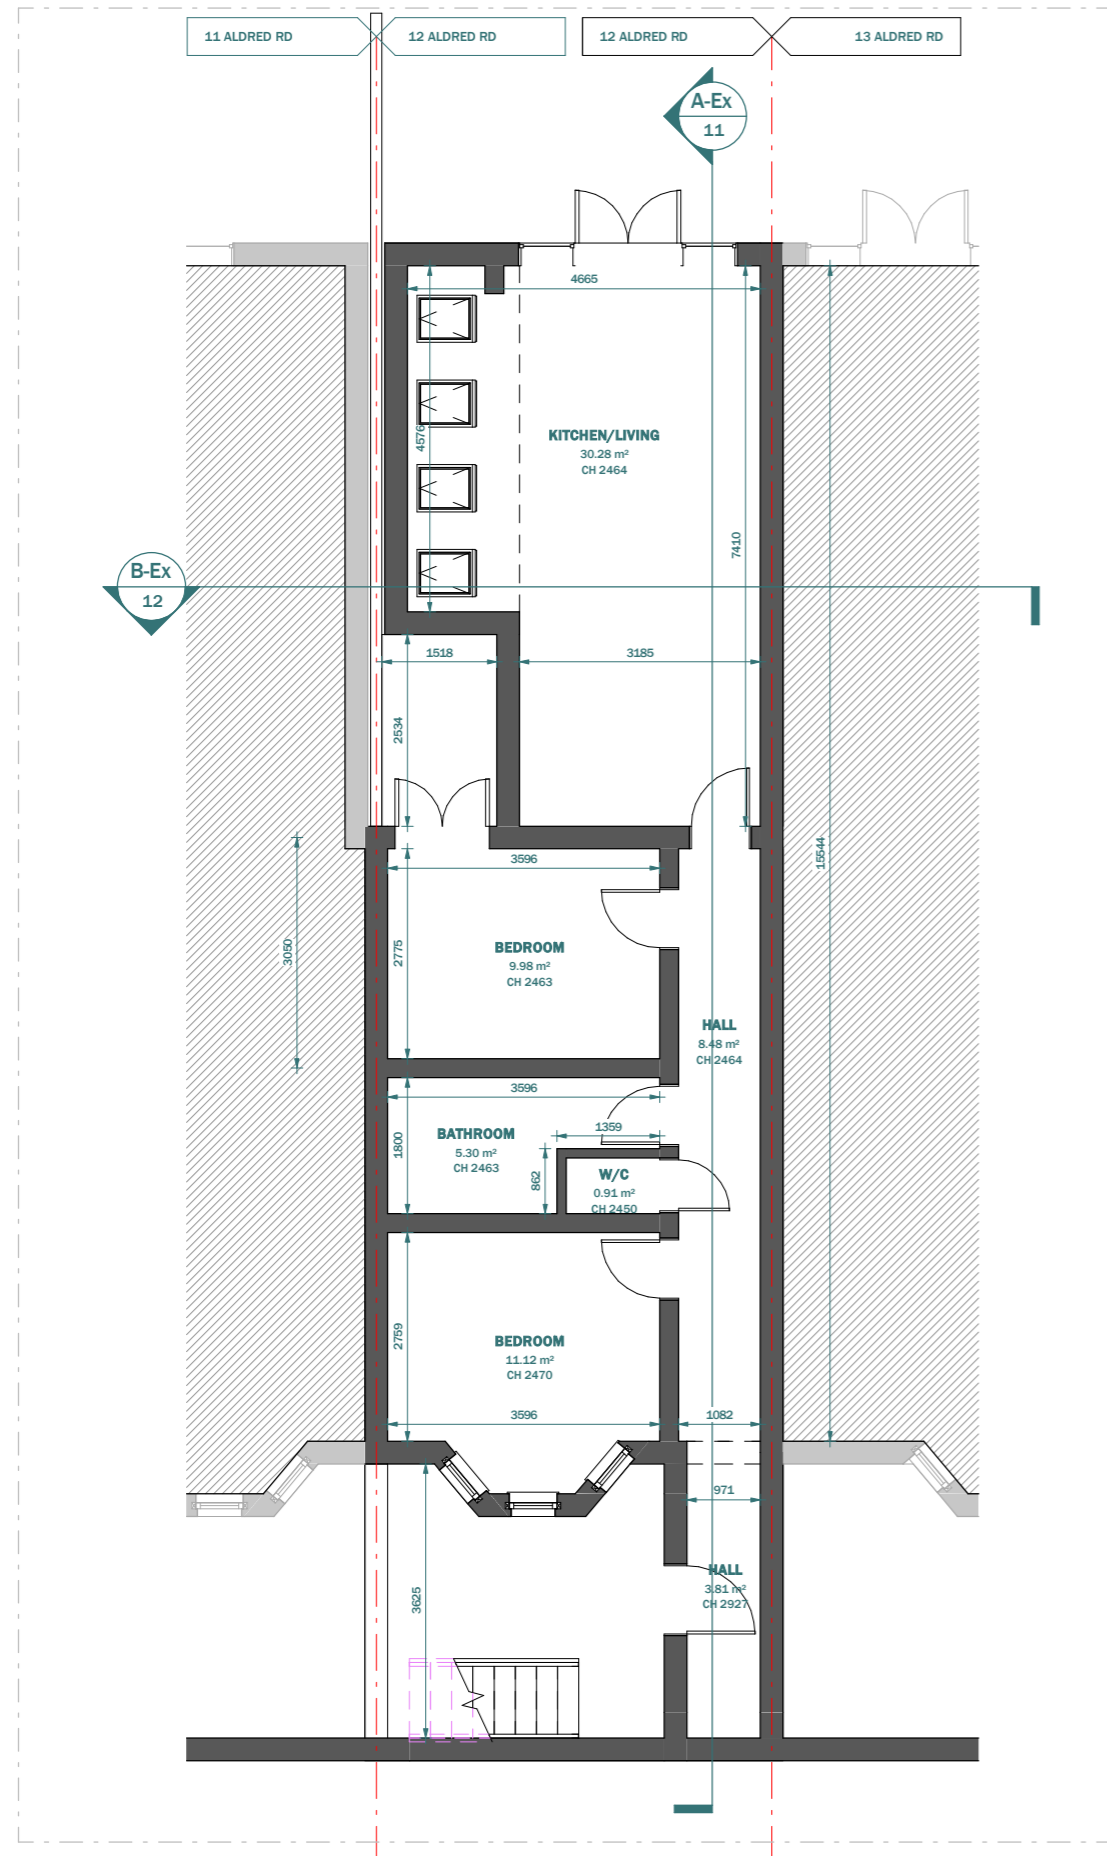 11 ALDRED RD
12 ALDRED RD
12 ALDRED RD
13 ALDRED RD
A-Ex
11
4665
4576
KITCHEN/LIVING
30.28 m²
CH 2464
7410
B-Ex
12
1518
3185
2534
15544
3596
3050
2775
BEDROOM
9.98 m²
CH 2463
HALL
8.48 m²
CH 2464
3596
1800
BATHROOM
5.30 m²
CH 2463
1359
862
W/C
0.91 m²
CH 2450
2759
BEDROOM
11.12 m²
CH 2470
3596
1082
971
3625
HALL
3.81 m²
CH 2927